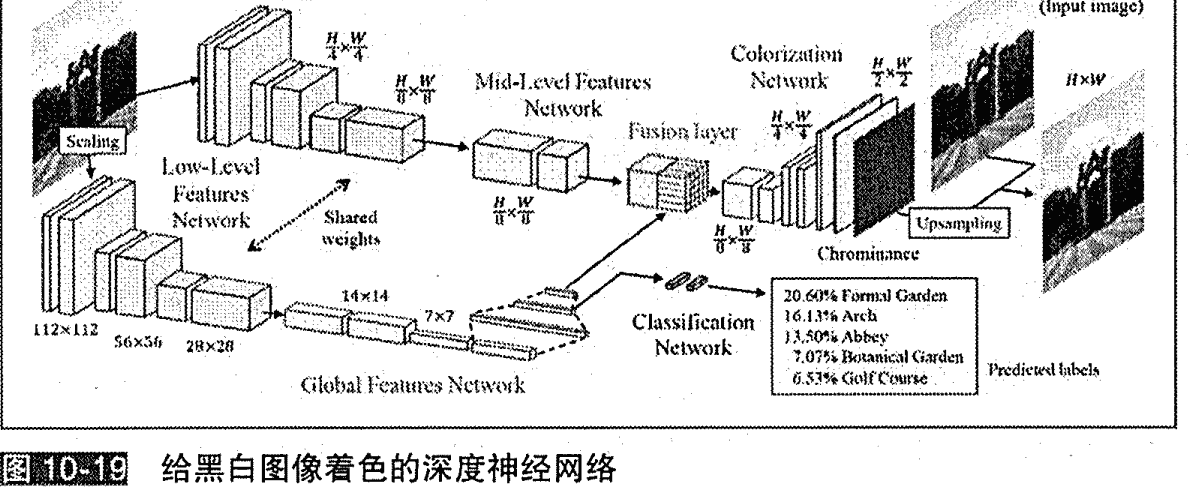 (Input image)
H/4×W/4
Colorization
Network
H/2×W/2
H×W
H/8×W/8
Mid-Level Features
Network
H/4×W/4
Fusion layer
Scaling
Low-Level
Features
Network
Shared
weights
H/8×W/8
H/8×W/8
Upsampling
Chrominance
112×112
56×56
28×28
14×14
7×7
Global Features Network
Classification
Network
20.60% Formal Garden
16.13% Arch
13.50% Abbey
7.07% Botanical Garden
6.53% Golf Course
Predicted labels
图 10-19 给黑白图像着色的深度神经网络